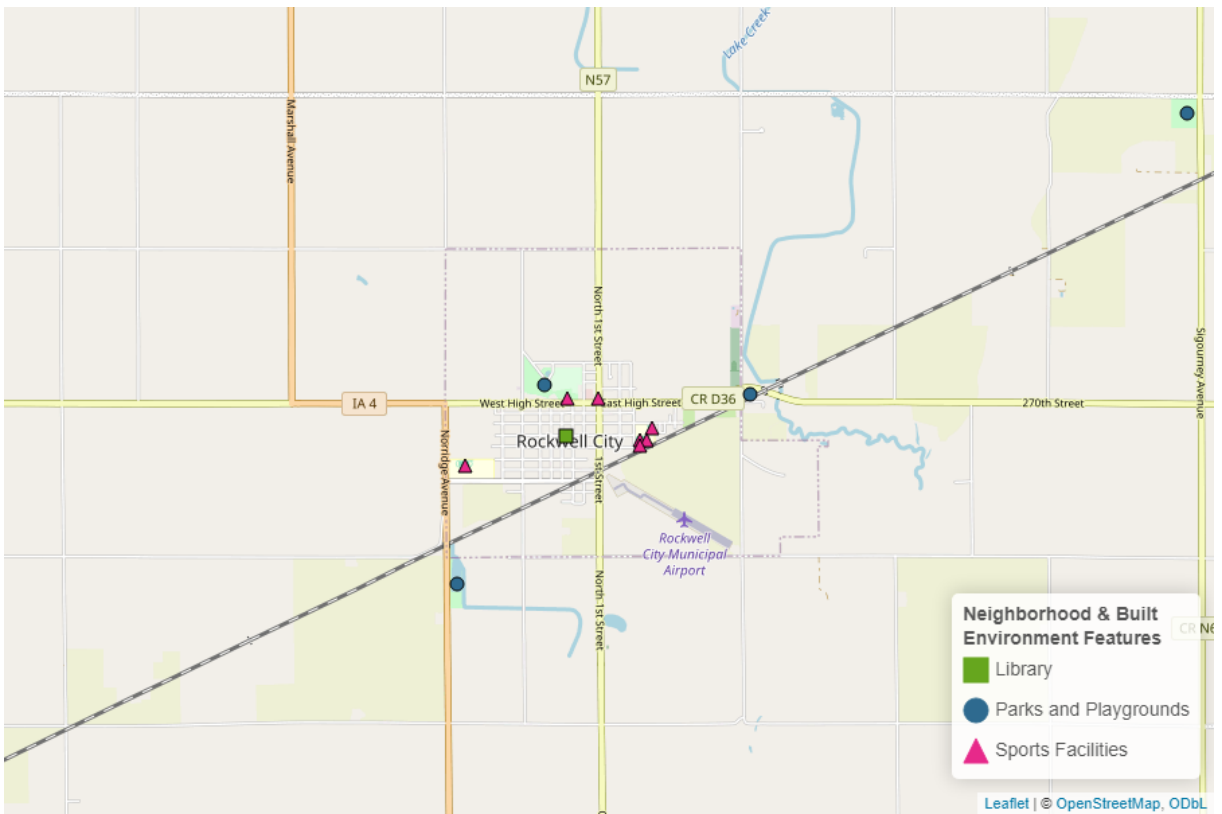 Lake Creek
N57
Marshall Avenue
North 1st Street
Sigourney Avenue
IA 4
West High Street
East High Street
CR D36
270th Street
Rockwell City
Norridge Avenue
1st Street
Rockwell
City Municipal
Airport
North 1st Street
Neighborhood & Built
Environment Features
CR N6
Library
Parks and Playgrounds
Sports Facilities
Leaflet | © OpenStreetMap, ODbL